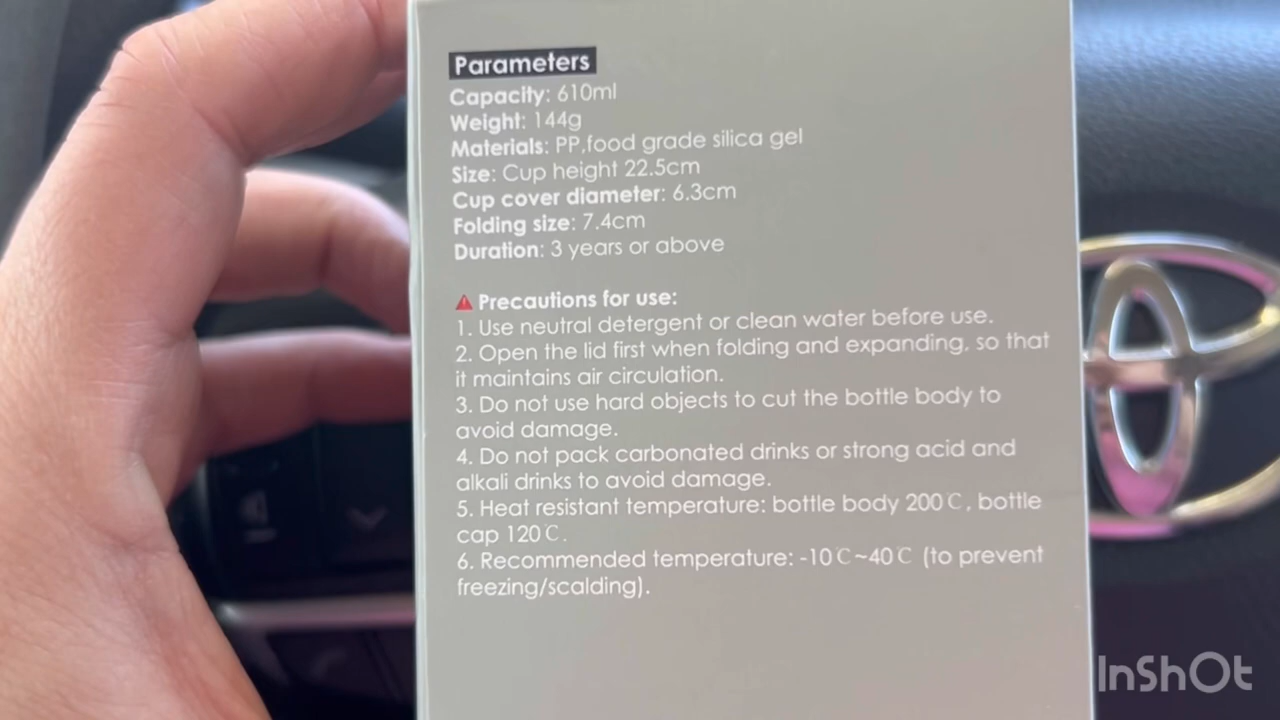 Parameters
Capacity: 610ml
Weight: 144g
Materials: PP,food grade silica gel
Size: Cup height 22.5cm
Cup cover diameter: 6.3cm
Folding size: 7.4cm
Duration: 3 years or above
Precautions for use:
1. Use neutral detergent or clean water before use.
2. Open the lid first when folding and expanding, so that
it maintains air circulation.
3. Do not use hard objects to cut the bottle body to
avoid damage.
4. Do not pack carbonated drinks or strong acid and
alkali drinks to avoid damage.
5. Heat resistant temperature: bottle body 200℃, bottle
cap 120℃.
6. Recommended temperature: -10℃~40℃ (to prevent
freezing/scalding).
InShOt